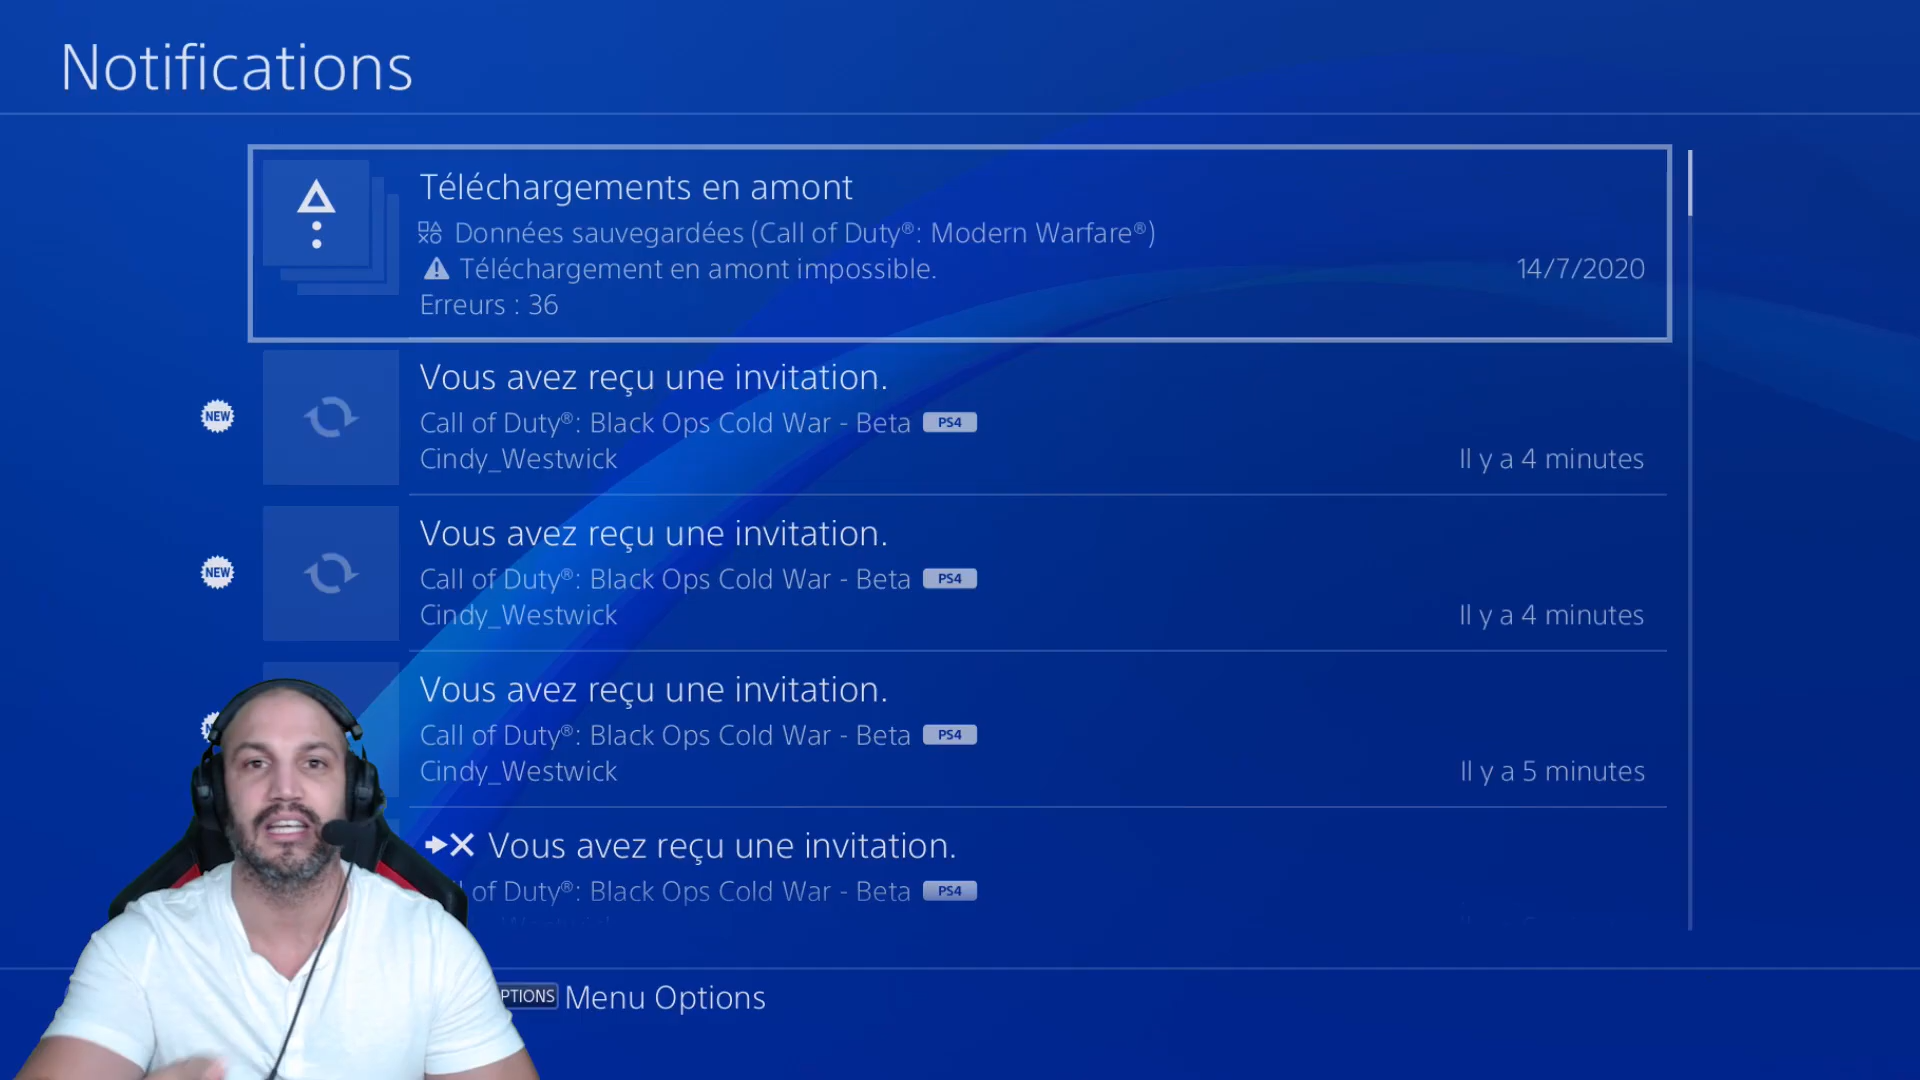 Notifications
Téléchargements en amont
Données sauvegardées (Call of Duty®: Modern Warfare®)
Téléchargement en amont impossible.
14/7/2020
Erreurs : 36
Vous avez reçu une invitation.
NEW
Call of Duty®: Black Ops Cold War - Beta PS4
Cindy_Westwick
Il y a 4 minutes
Vous avez reçu une invitation.
NEW
Call of Duty®: Black Ops Cold War - Beta PS4
Cindy_Westwick
Il y a 4 minutes
Vous avez reçu une invitation.
Call of Duty®: Black Ops Cold War - Beta PS4
Cindy_Westwick
Il y a 5 minutes
Vous avez reçu une invitation.
of Duty®: Black Ops Cold War - Beta PS4
PTIONS Menu Options